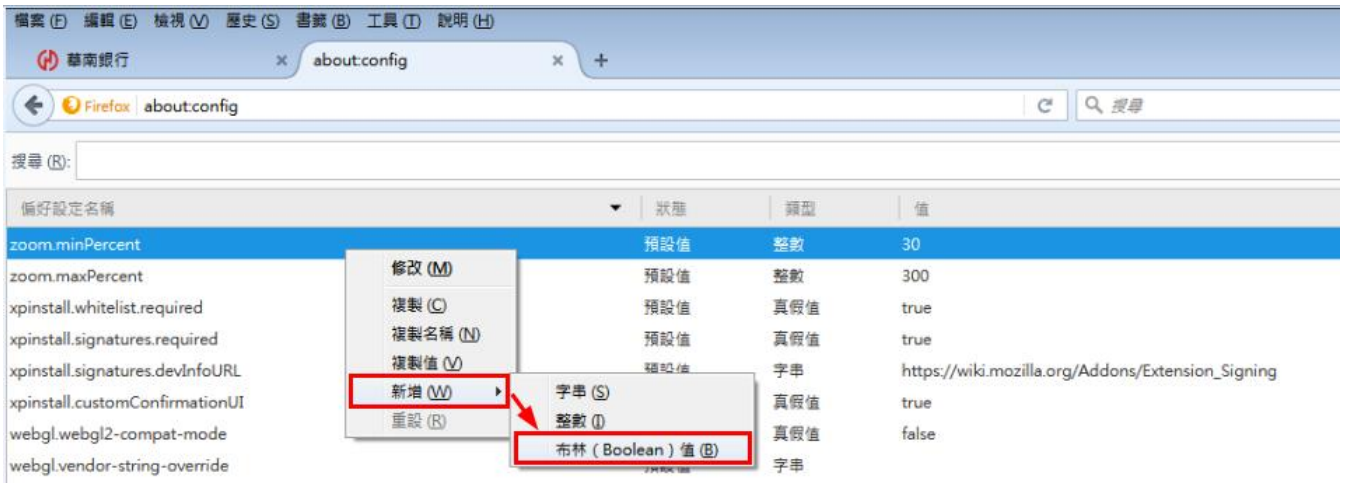 檔案(F) 編輯(E) 檢視(V) 歷史(S) 書籤(B) 工具(T) 說明(H)
華南銀行 × about:config × +
Firefox about:config 搜尋
搜尋 (R):
偏好設定名稱 狀態 類型 值
zoom.minPercent 預設值 整數 30
zoom.maxPercent 預設值 整數 300
xpinstall.whitelist.required 預設值 真假值 true
xpinstall.signatures.required 預設值 真假值 true
xpinstall.signatures.devInfoURL 預設值 字串 https://wiki.mozilla.org/Addons/Extension_Signing
xpinstall.customConfirmationUI 真假值 true
webgl.webgl2-compat-mode 真假值 false
webgl.vendor-string-override 預設值 字串
修改 (M)
複製 (C)
複製名稱 (N)
複製值 (V)
新增 (W)
重設 (R)
字串 (S)
整數 (I)
布林（Boolean）值 (B)